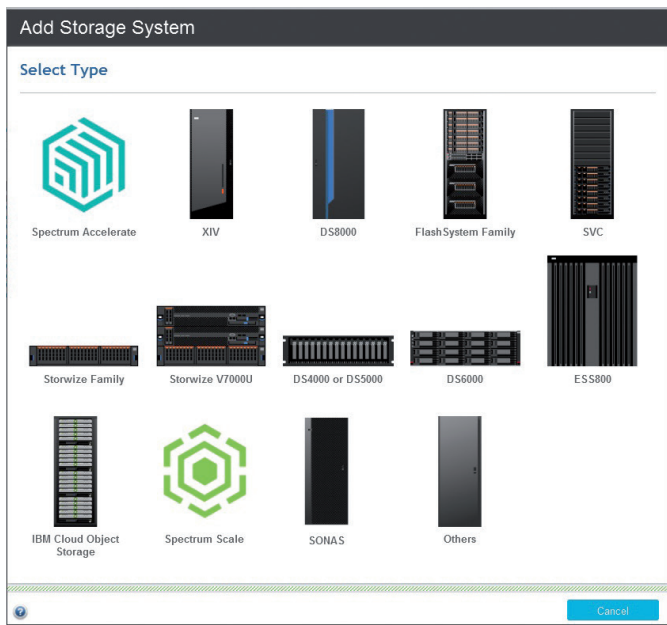 Add Storage System
Select Type
Spectrum Accelerate
XIV
DS8000
FlashSystem Family
SVC
Storwize Family
Storwize V7000U
DS4000 or DS5000
DS6000
ESS800
IBM Cloud Object
Storage
Spectrum Scale
SONAS
Others
?
Cancel